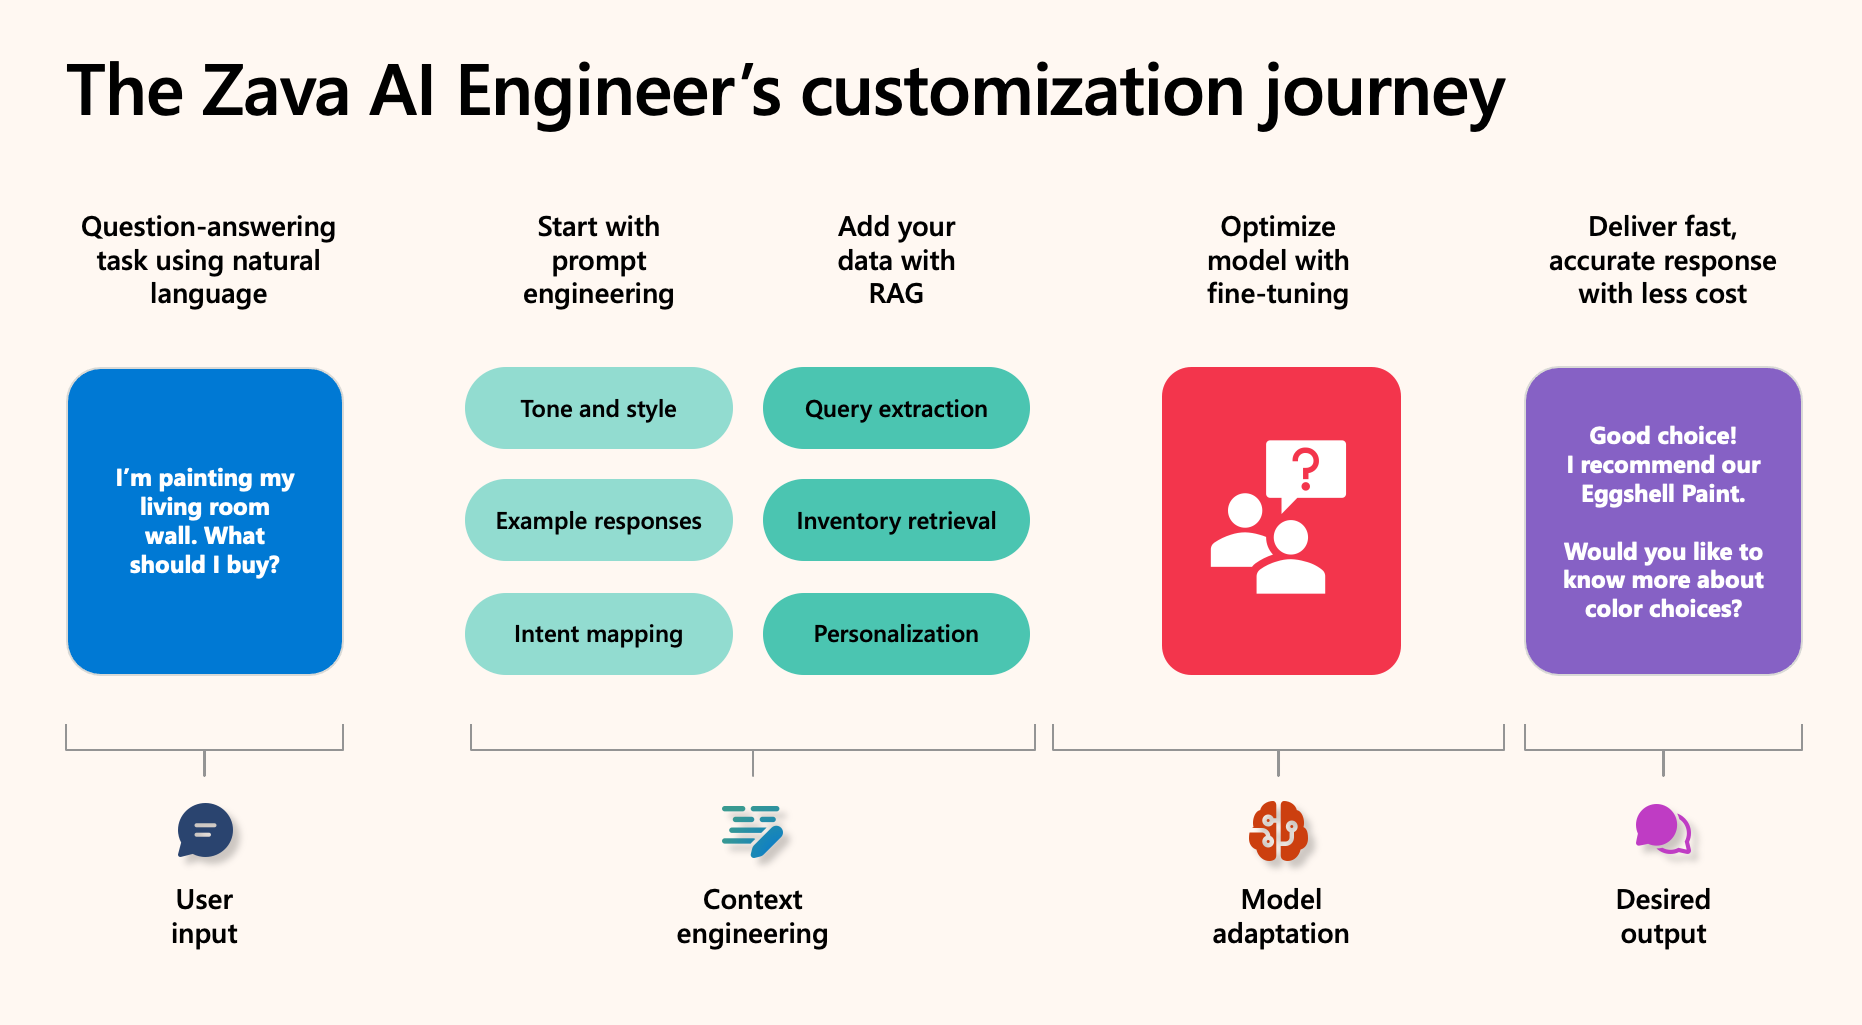 The Zava AI Engineer’s customization journey
Question-answering
task using natural
language
Start with
prompt
engineering
Add your
data with
RAG
Optimize
model with
fine-tuning
Deliver fast,
accurate response
with less cost
I’m painting my
living room
wall. What
should I buy?
Tone and style
Example responses
Intent mapping
Query extraction
Inventory retrieval
Personalization
?
Good choice!
I recommend our
Eggshell Paint.
Would you like to
know more about
color choices?
User
input
Context
engineering
Model
adaptation
Desired
output